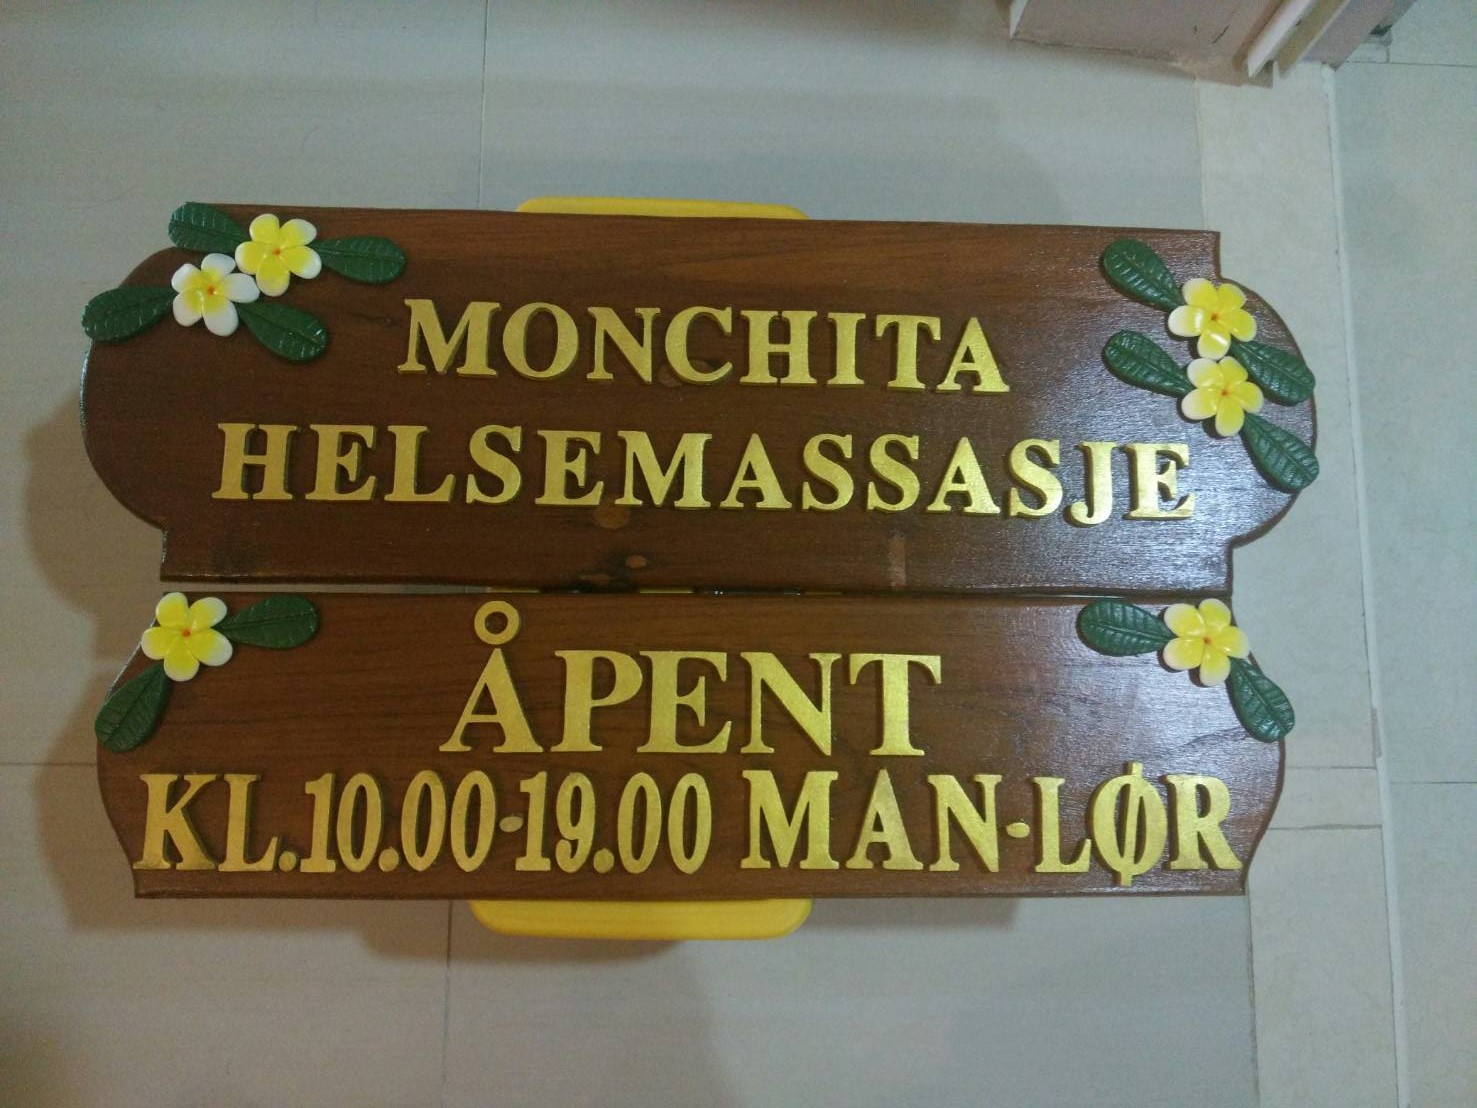 MONCHITA
HELSEMASSASJE
ÅPENT
KL.10.00-19.00 MAN-LØR